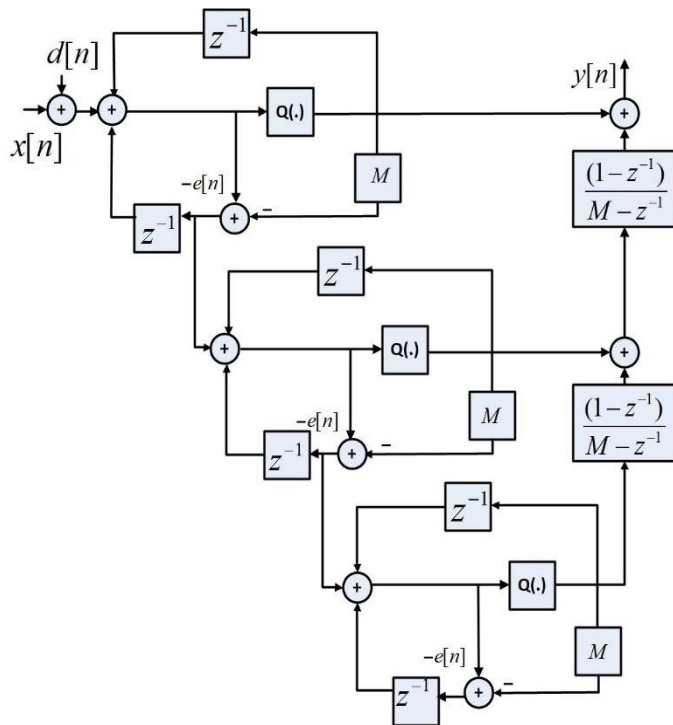 z⁻¹
d[n]
y[n]
+
+
Q(.)
+
x[n]
M
(1−z⁻¹)
M−z⁻¹
−e[n]
+
−
z⁻¹
z⁻¹
+
Q(.)
+
M
(1−z⁻¹)
M−z⁻¹
−e[n]
+
−
z⁻¹
z⁻¹
+
Q(.)
M
−e[n]
+
−
z⁻¹